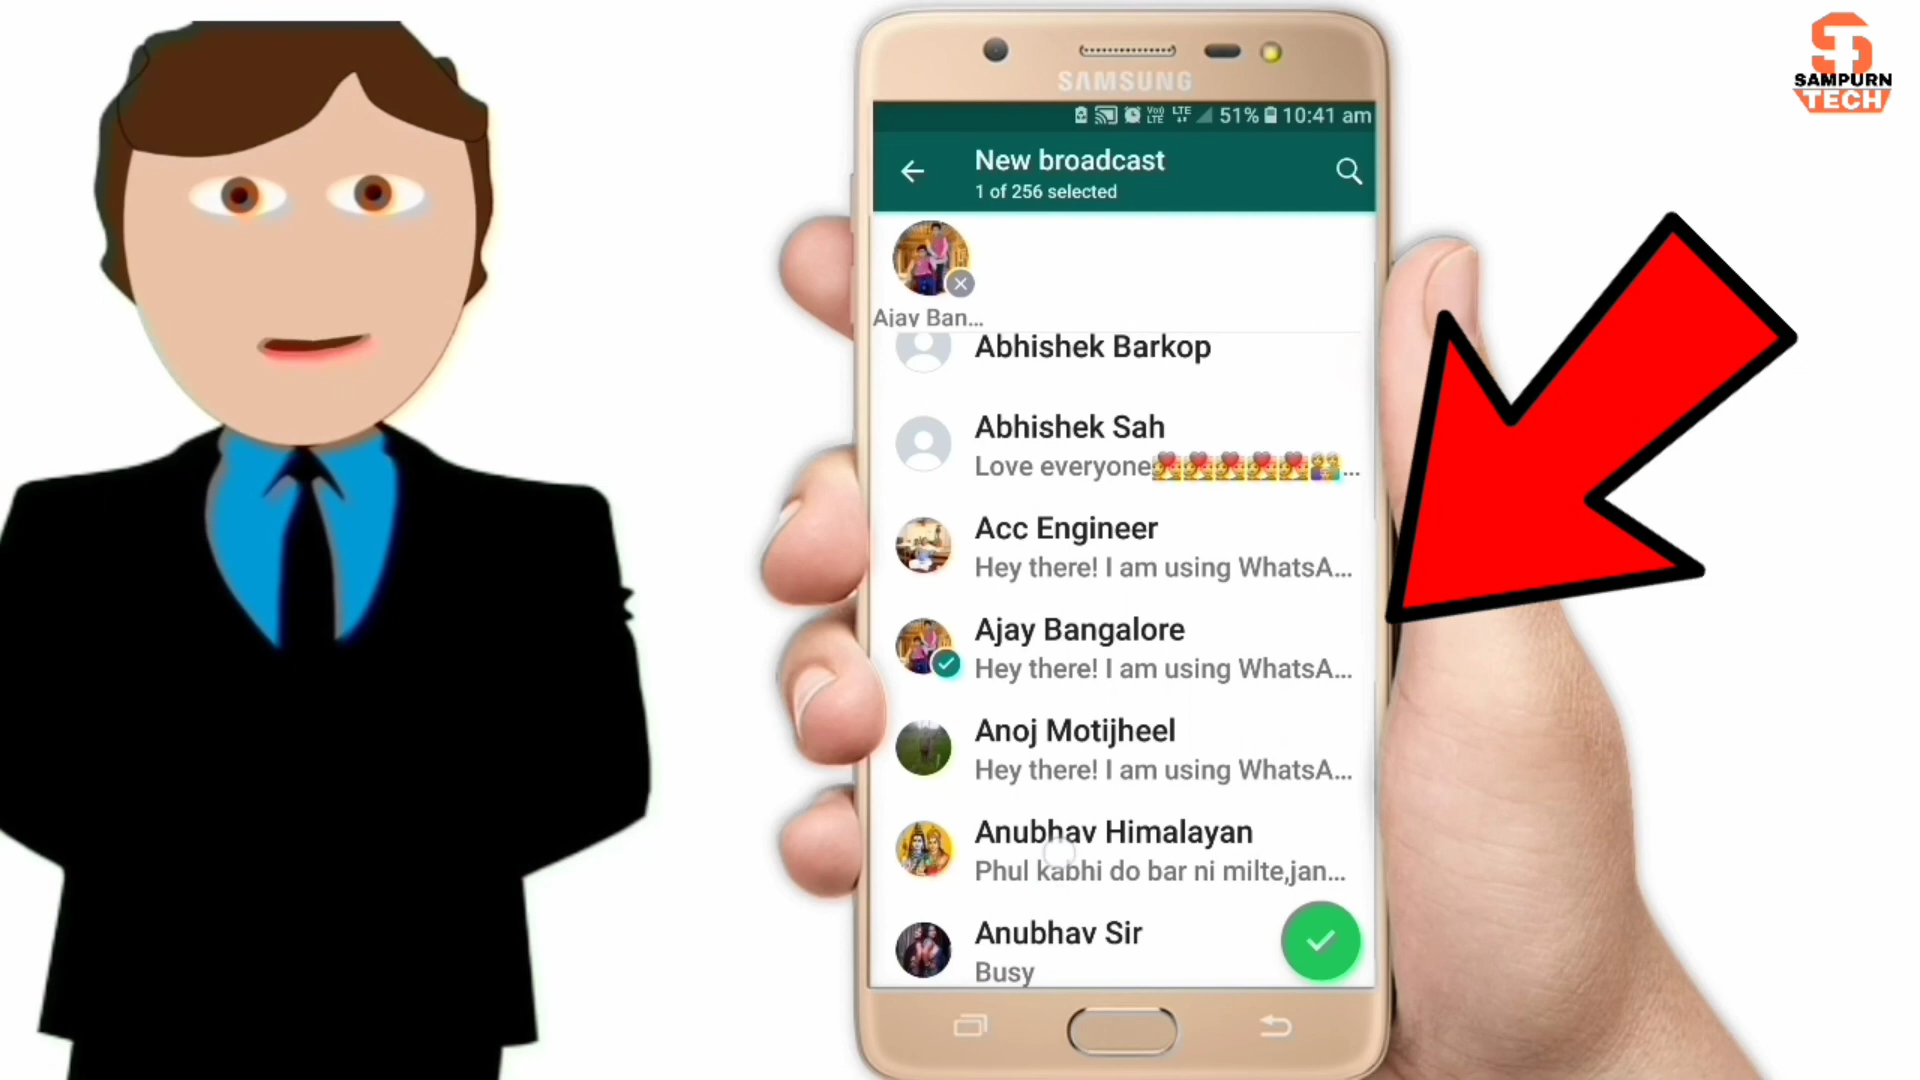 SAMPURN
TECH
SAMSUNG
51% 10:41 am
New broadcast
1 of 256 selected
Ajay Ban...
Abhishek Barkop
Abhishek Sah
Love everyone...
Acc Engineer
Hey there! I am using WhatsA...
Ajay Bangalore
Hey there! I am using WhatsA...
Anoj Motijheel
Hey there! I am using WhatsA...
Anubhav Himalayan
Phul kabhi do bar ni milte,jan...
Anubhav Sir
Busy